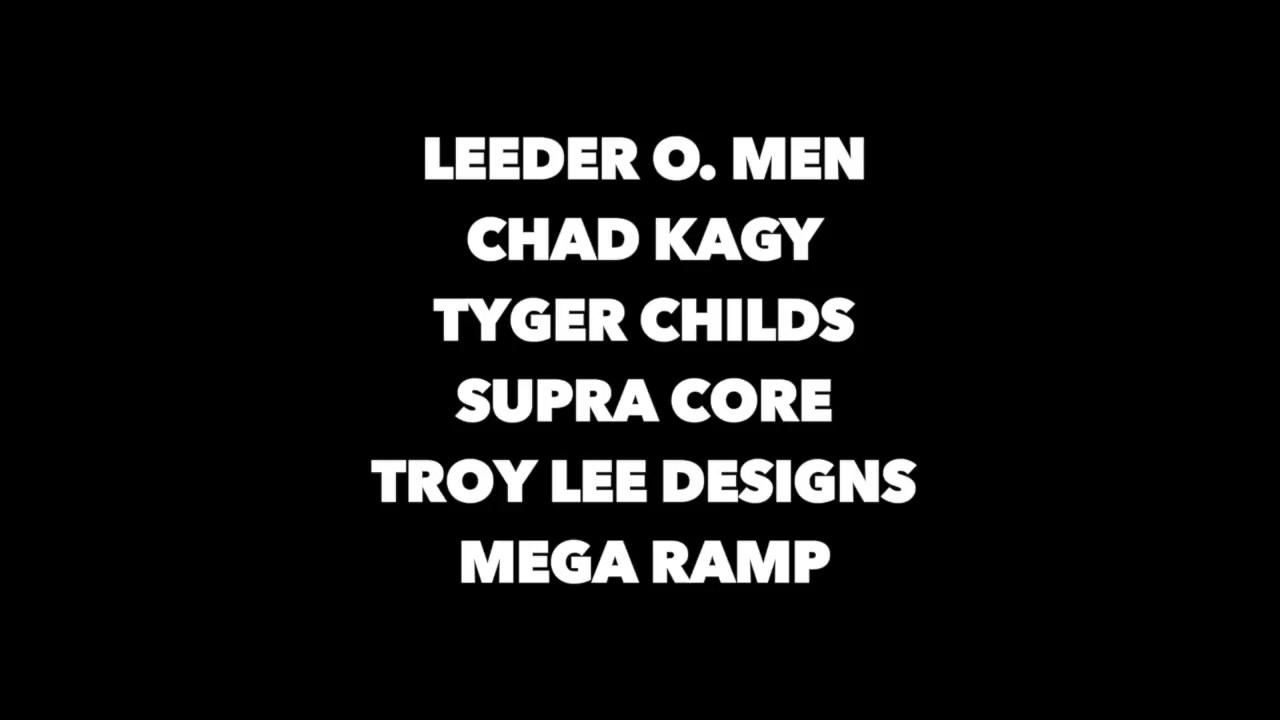 LEEDER O. MEN
CHAD KAGY
TYGER CHILDS
SUPRA CORE
TROY LEE DESIGNS
MEGA RAMP